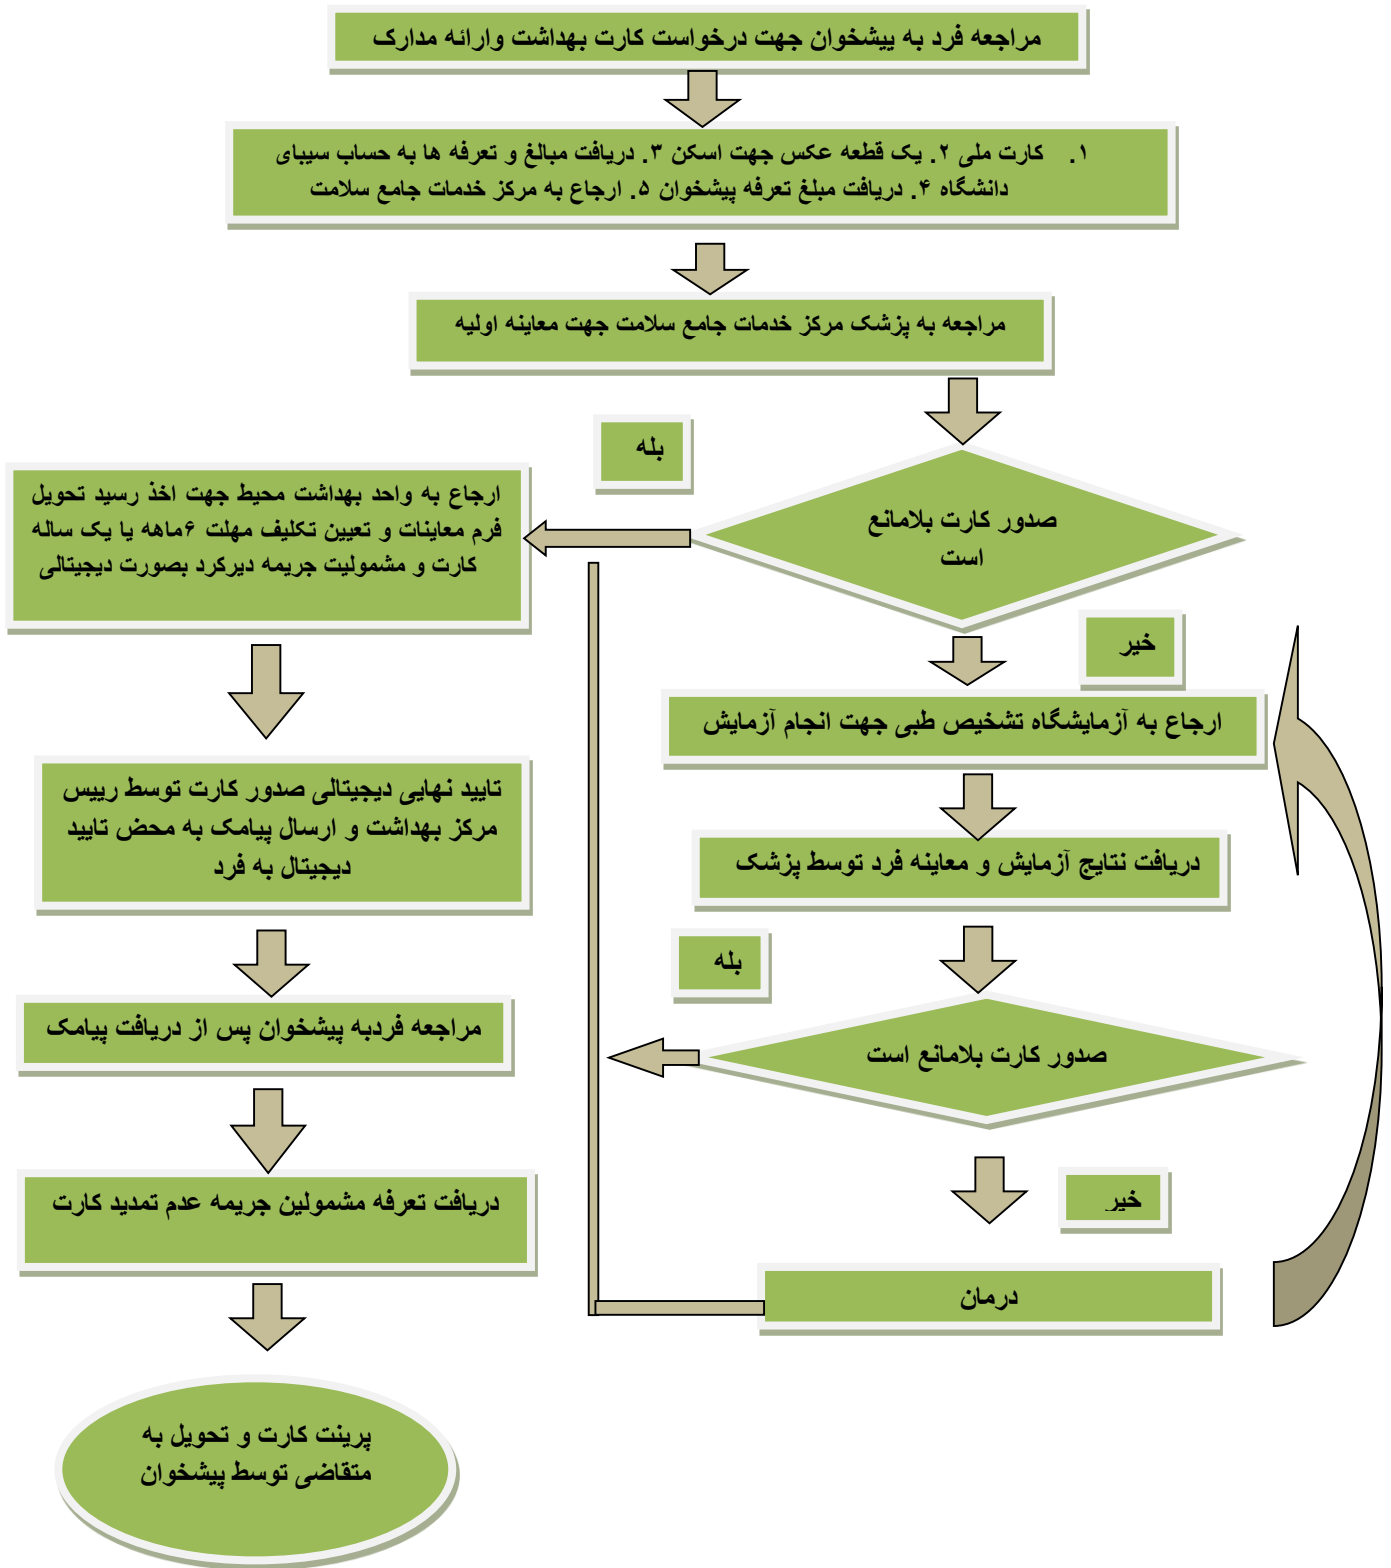 مراجعه فرد به پیشخوان جهت درخواست کارت بهداشت وارائه مدارک
۱. کارت ملی ۲. یک قطعه عکس جهت اسکن ۳. دریافت مبالغ و تعرفه ها به حساب سیبای
دانشگاه ۴. دریافت مبلغ تعرفه پیشخوان ۵. ارجاع به مرکز خدمات جامع سلامت
مراجعه به پزشک مرکز خدمات جامع سلامت جهت معاینه اولیه
بله
صدور کارت بلامانع
است
ارجاع به واحد بهداشت محیط جهت اخذ رسید تحویل
فرم معاینات و تعیین تکلیف مهلت ۶ماهه یا یک ساله
کارت و مشمولیت جریمه دیرکرد بصورت دیجیتالی
خیر
ارجاع به آزمایشگاه تشخیص طبی جهت انجام آزمایش
دریافت نتایج آزمایش و معاینه فرد توسط پزشک
بله
صدور کارت بلامانع است
خیر
درمان
تایید نهایی دیجیتالی صدور کارت توسط رییس
مرکز بهداشت و ارسال پیامک به محض تایید
دیجیتال به فرد
مراجعه فردبه پیشخوان پس از دریافت پیامک
دریافت تعرفه مشمولین جریمه عدم تمدید کارت
پرینت کارت و تحویل به
متقاضی توسط پیشخوان